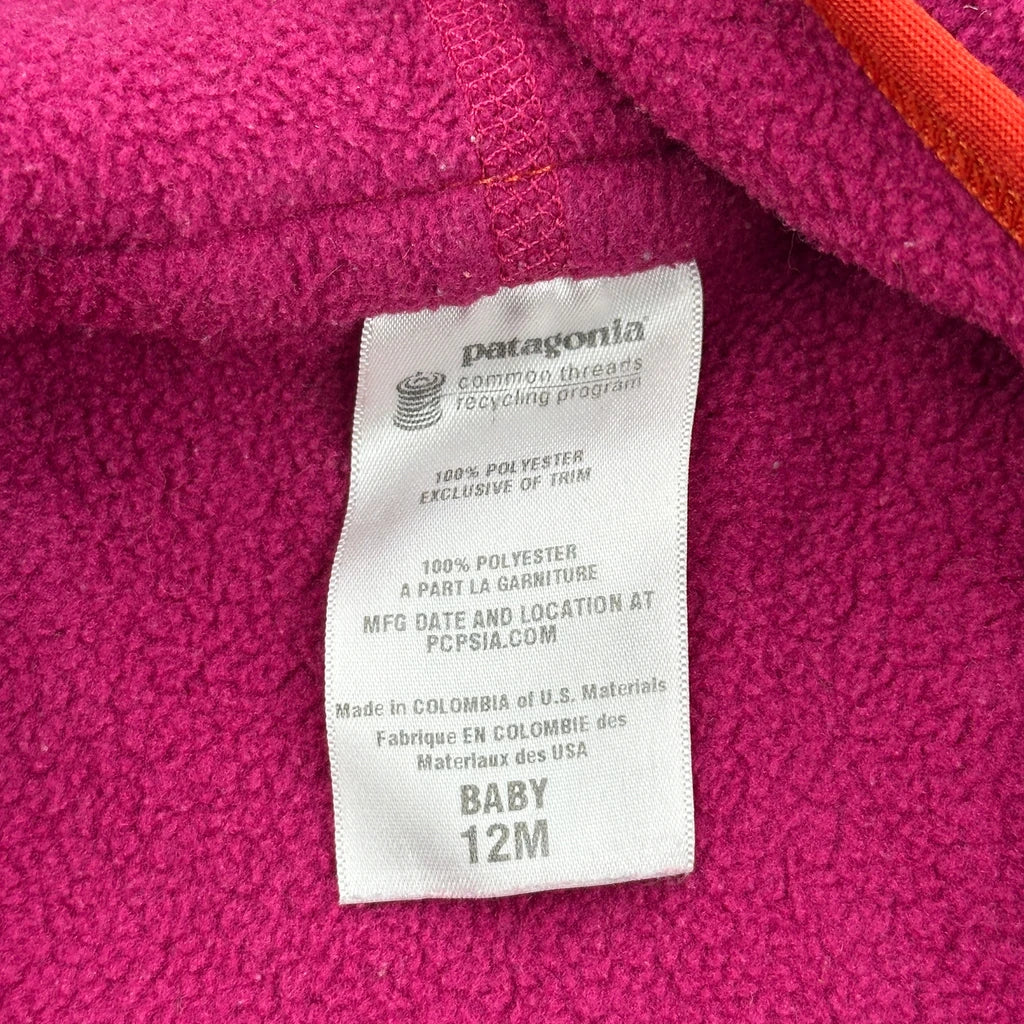 patagonia
common threads
recycling program
100% POLYESTER
EXCLUSIVE OF TRIM
100% POLYESTER
A PART LA GARNITURE
MFG DATE AND LOCATION AT
PCPSIA.COM
Made in COLOMBIA of U.S. Materials
Fabrique EN COLOMBIE des
Materiaux des USA
BABY
12M